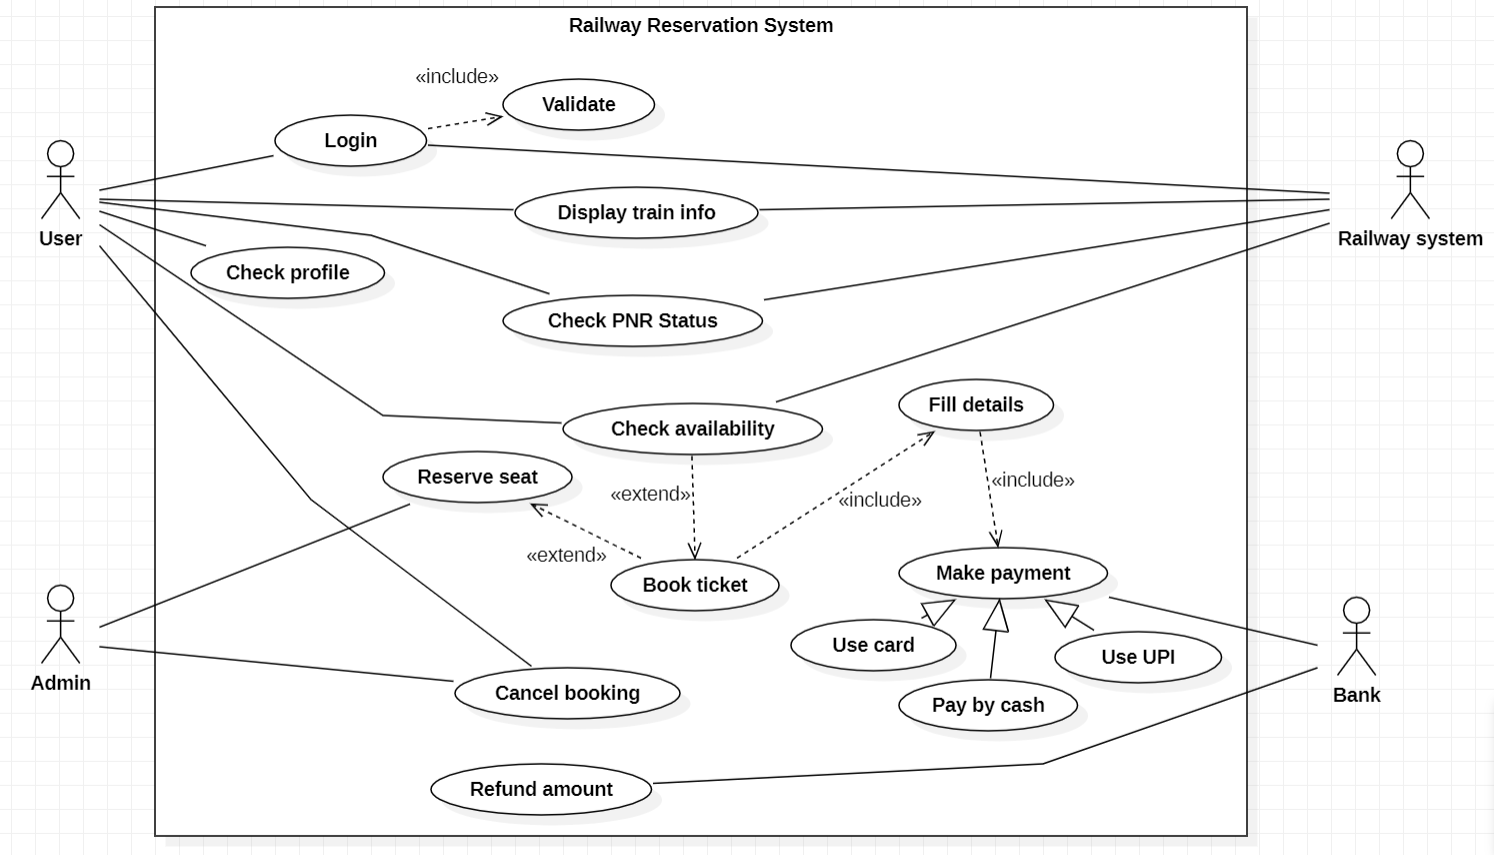 Railway Reservation System
«include»
Validate
Login
Display train info
User
Railway system
Check profile
Check PNR Status
Fill details
Check availability
Reserve seat
«include»
«extend»
«include»
«extend»
Make payment
Book ticket
Use card
Use UPI
Admin
Cancel booking
Bank
Pay by cash
Refund amount